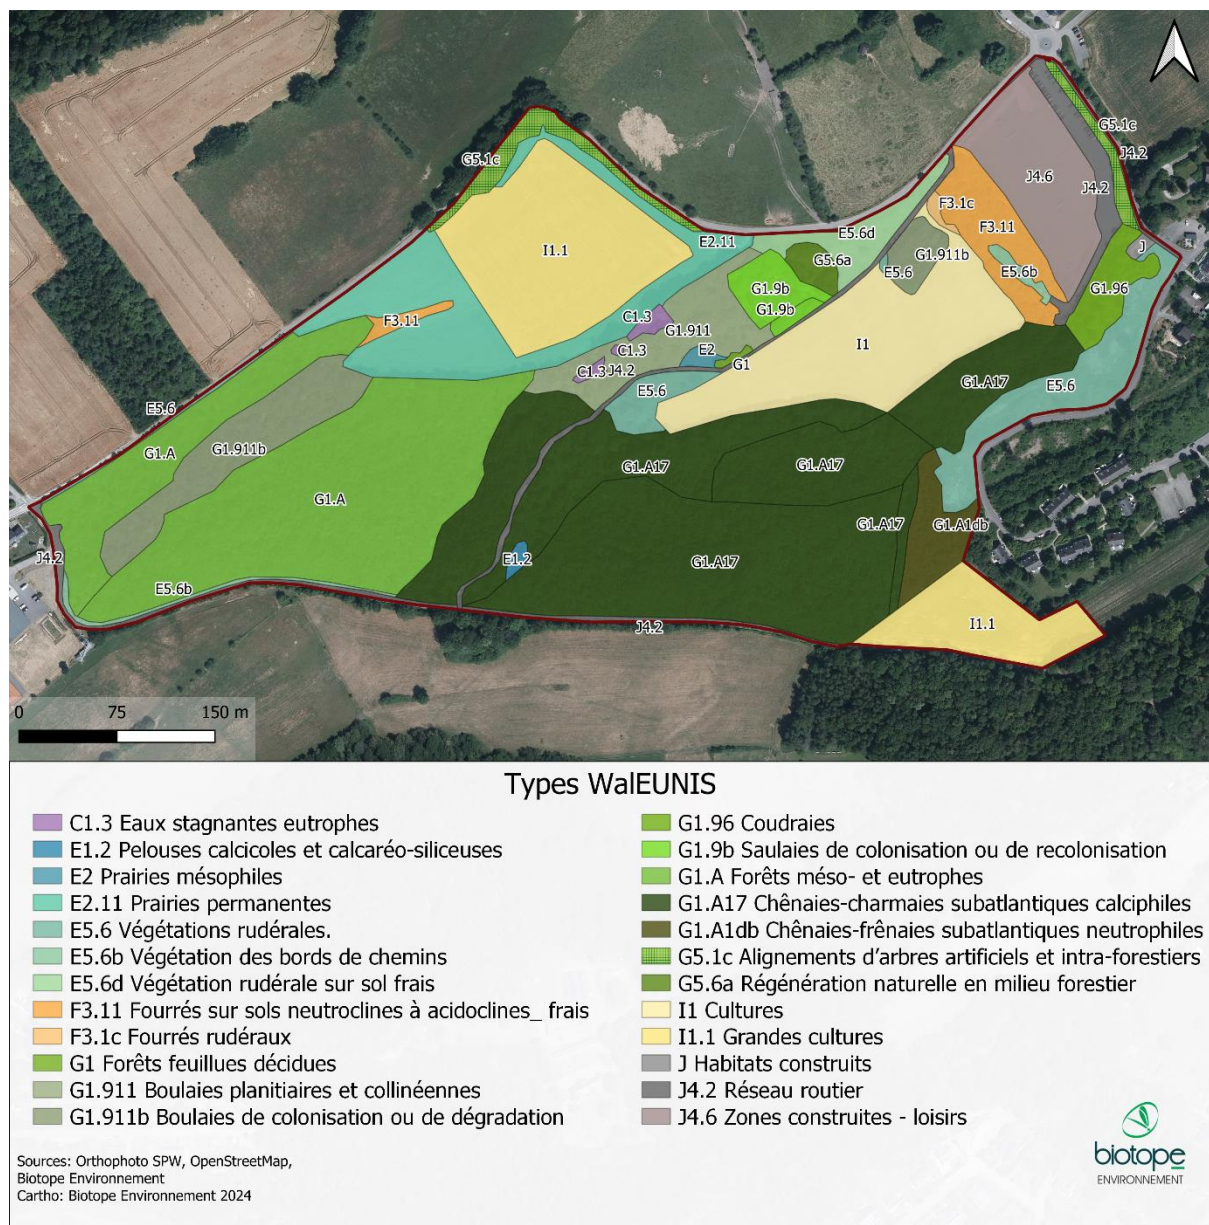 G5.1c
G5.1c
J4.2
J4.6
J4.2
F3.1c
F3.11
E5.6d
E2.11
G1.911b
J
I1.1
G5.6a
E5.6
E5.6b
G1.96
G1.9b
G1.9b
C1.3
G1.911
F3.11
C1.3
E2
I1
G1
C1.3
J4.2
E5.6
G1.A17
E5.6
E5.6
G1.A
G1.911b
G1.A17
G1.A17
G1.A
G1.A17
G1.A1db
J4.2
E1.2
G1.A17
E5.6b
J4.2
I1.1
0 75 150 m
Types WalEUNIS
C1.3 Eaux stagnantes eutrophes
E1.2 Pelouses calcicoles et calcaréo-siliceuses
E2 Prairies mésophiles
E2.11 Prairies permanentes
E5.6 Végétations rudérales.
E5.6b Végétation des bords de chemins
E5.6d Végétation rudérale sur sol frais
F3.11 Fourrés sur sols neutroclines à acidoclines_ frais
F3.1c Fourrés rudéraux
G1 Forêts feuillues décidues
G1.911 Boulaies planitiaires et collinéennes
G1.911b Boulaies de colonisation ou de dégradation
G1.96 Coudraies
G1.9b Saulaies de colonisation ou de recolonisation
G1.A Forêts méso- et eutrophes
G1.A17 Chênaies-charmaies subatlantiques calciphiles
G1.A1db Chênaies-frênaies subatlantiques neutrophiles
G5.1c Alignements d'arbres artificiels et intra-forestiers
G5.6a Régénération naturelle en milieu forestier
I1 Cultures
I1.1 Grandes cultures
J Habitats construits
J4.2 Réseau routier
J4.6 Zones construites - loisirs
Sources: Orthophoto SPW, OpenStreetMap,
Biotope Environnement
Cartho: Biotope Environnement 2024
biotope
ENVIRONNEMENT